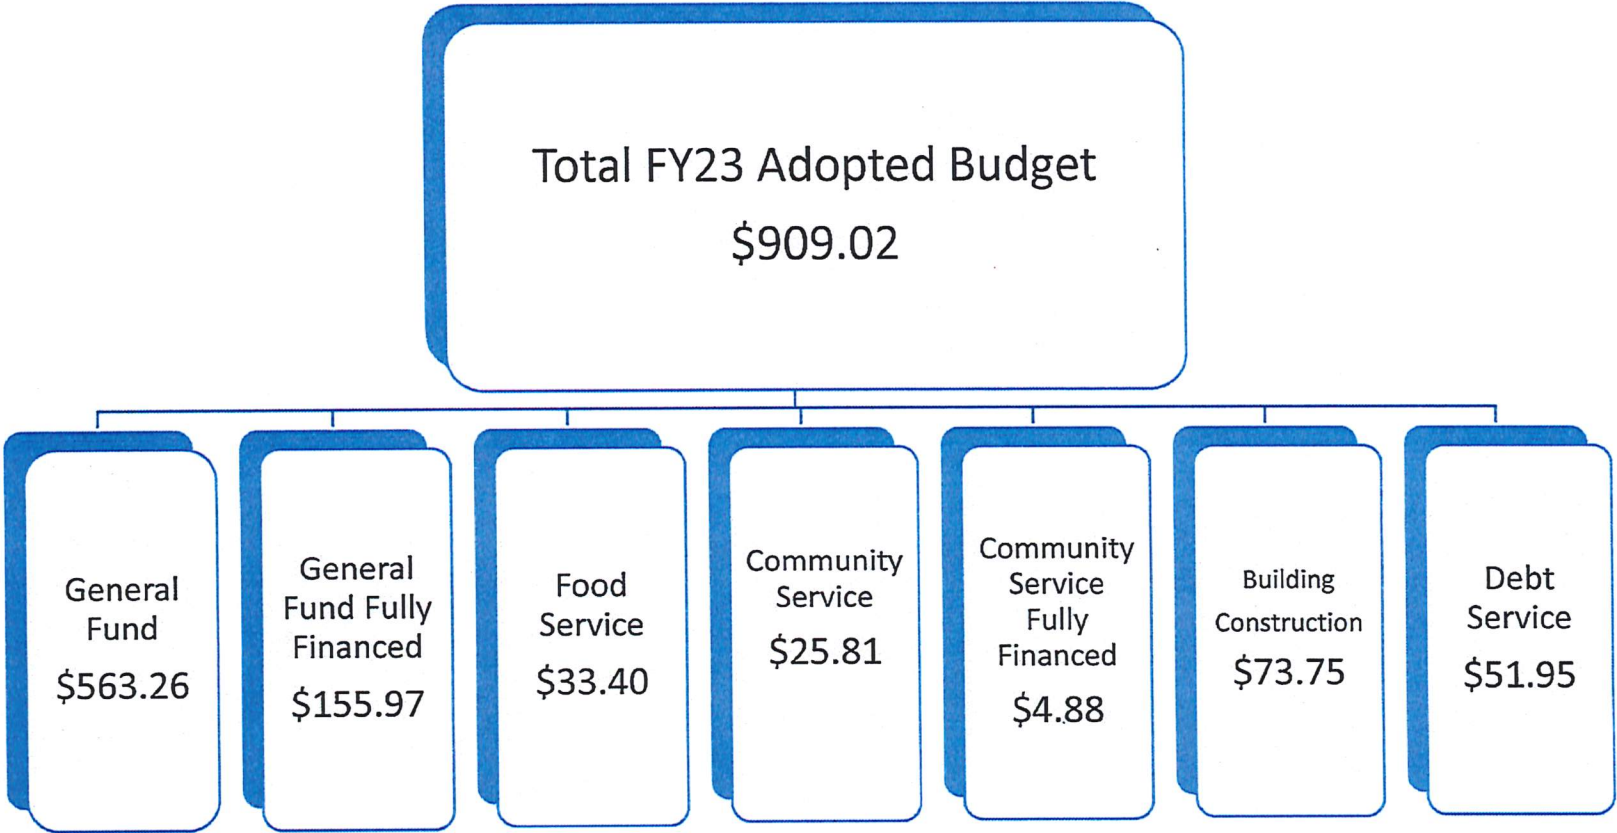 Total FY23 Adopted Budget
$909.02
General
Fund
$563.26
General
Fund Fully
Financed
$155.97
Food
Service
$33.40
Community
Service
$25.81
Community
Service
Fully
Financed
$4.88
Building
Construction
$73.75
Debt
Service
$51.95